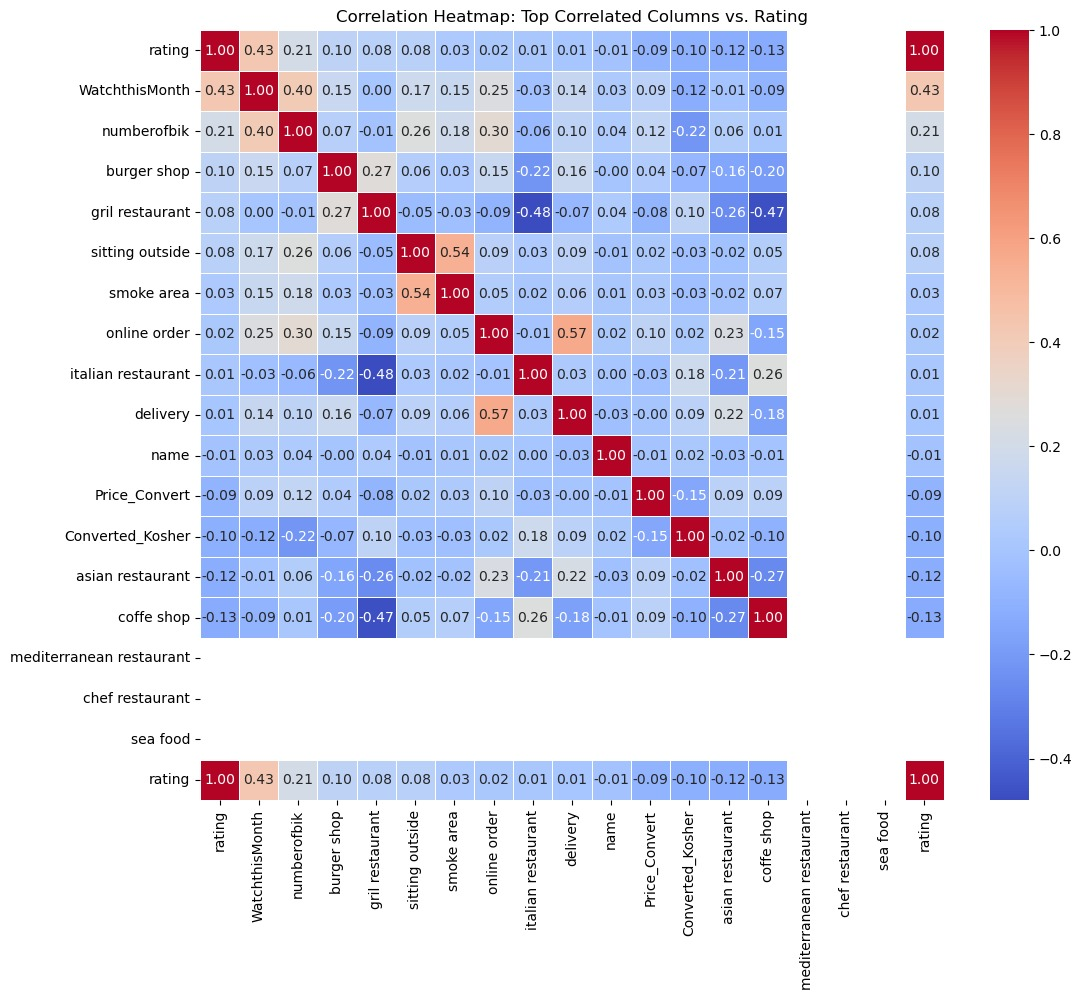 Correlation Heatmap: Top Correlated Columns vs. Rating
rating 1.00 0.43 0.21 0.10 0.08 0.08 0.03 0.02 0.01 0.01 -0.01 -0.09 -0.10 -0.12 -0.13 1.00
WatchthisMonth 0.43 1.00 0.40 0.15 0.00 0.17 0.15 0.25 -0.03 0.14 0.03 0.09 -0.12 -0.01 -0.09 0.43
numberofbik 0.21 0.40 1.00 0.07 -0.01 0.26 0.18 0.30 -0.06 0.10 0.04 0.12 -0.22 0.06 0.01 0.21
burger shop 0.10 0.15 0.07 1.00 0.27 0.06 0.03 0.15 -0.22 0.16 -0.00 0.04 -0.07 -0.16 -0.20 0.10
gril restaurant 0.08 0.00 -0.01 0.27 1.00 -0.05 -0.03 -0.09 -0.48 -0.07 0.04 -0.08 0.10 -0.26 -0.47 0.08
sitting outside 0.08 0.17 0.26 0.06 -0.05 1.00 0.54 0.09 0.03 0.09 -0.01 0.02 -0.03 -0.02 0.05 0.08
smoke area 0.03 0.15 0.18 0.03 -0.03 0.54 1.00 0.05 0.02 0.06 0.01 0.03 -0.03 -0.02 0.07 0.03
online order 0.02 0.25 0.30 0.15 -0.09 0.09 0.05 1.00 -0.01 0.57 0.02 0.10 0.02 0.23 -0.15 0.02
italian restaurant 0.01 -0.03 -0.06 -0.22 -0.48 0.03 0.02 -0.01 1.00 0.03 0.00 -0.03 0.18 -0.21 0.26 0.01
delivery 0.01 0.14 0.10 0.16 -0.07 0.09 0.06 0.57 0.03 1.00 -0.03 -0.00 0.09 0.22 -0.18 0.01
name -0.01 0.03 0.04 -0.00 0.04 -0.01 0.01 0.02 0.00 -0.03 1.00 -0.01 0.02 -0.03 -0.01 -0.01
Price_Convert -0.09 0.09 0.12 0.04 -0.08 0.02 0.03 0.10 -0.03 -0.00 -0.01 1.00 -0.15 0.09 0.09 -0.09
Converted_Kosher -0.10 -0.12 -0.22 -0.07 0.10 -0.03 -0.03 0.02 0.18 0.09 0.02 -0.15 1.00 -0.02 -0.10 -0.10
asian restaurant -0.12 -0.01 0.06 -0.16 -0.26 -0.02 -0.02 0.23 -0.21 0.22 -0.03 0.09 -0.02 1.00 -0.27 -0.12
coffe shop -0.13 -0.09 0.01 -0.20 -0.47 0.05 0.07 -0.15 0.26 -0.18 -0.01 0.09 -0.10 -0.27 1.00 -0.13
mediterranean restaurant
chef restaurant
sea food
rating 1.00 0.43 0.21 0.10 0.08 0.08 0.03 0.02 0.01 0.01 -0.01 -0.09 -0.10 -0.12 -0.13 1.00
rating
WatchthisMonth
numberofbik
burger shop
gril restaurant
sitting outside
smoke area
online order
italian restaurant
delivery
name
Price_Convert
Converted_Kosher
asian restaurant
coffe shop
mediterranean restaurant
chef restaurant
sea food
rating
1.0
0.8
0.6
0.4
0.2
0.0
−0.2
−0.4